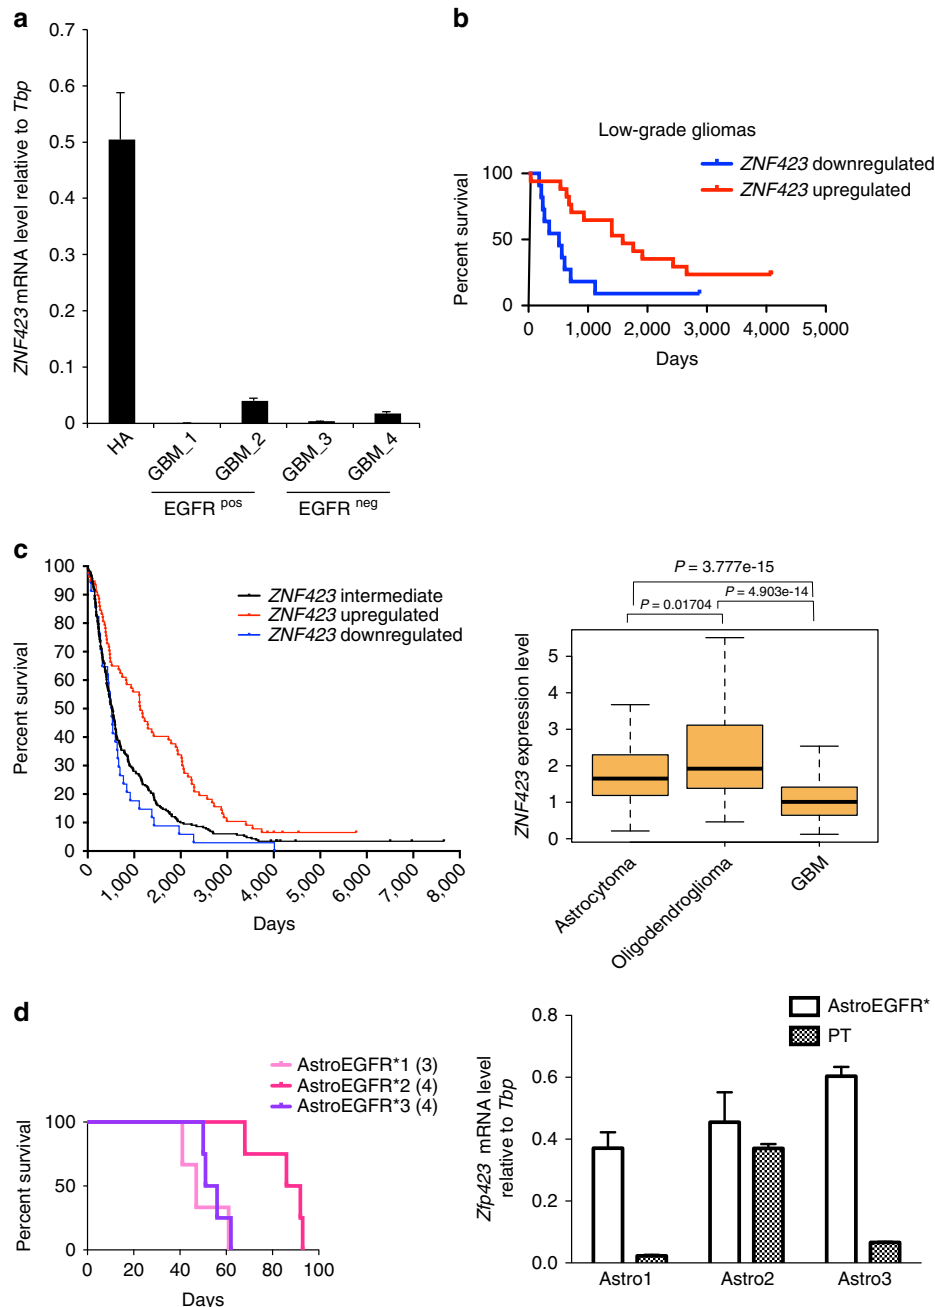 a
ZNF423 mRNA level relative to Tbp
0.7
0.6
0.5
0.4
0.3
0.2
0.1
0
HA
GBM_1
GBM_2
GBM_3
GBM_4
EGFR pos
EGFR neg
b
Low-grade gliomas
ZNF423 downregulated
ZNF423 upregulated
Percent survival
100
50
0
0 1,000 2,000 3,000 4,000 5,000
Days
c
Percent survival
100
90
80
70
60
50
40
30
20
10
0
ZNF423 intermediate
ZNF423 upregulated
ZNF423 downregulated
0 1,000 2,000 3,000 4,000 5,000 6,000 7,000 8,000
Days
P = 3.777e-15
P = 0.01704
P = 4.903e-14
ZNF423 expression level
5
4
3
2
1
0
Astrocytoma
Oligodendroglioma
GBM
d
AstroEGFR*1 (3)
AstroEGFR*2 (4)
AstroEGFR*3 (4)
Percent survival
100
50
0
0 20 40 60 80 100
Days
AstroEGFR*
PT
Zfp423 mRNA level
relative to Tbp
0.8
0.6
0.4
0.2
0.0
Astro1 Astro2 Astro3